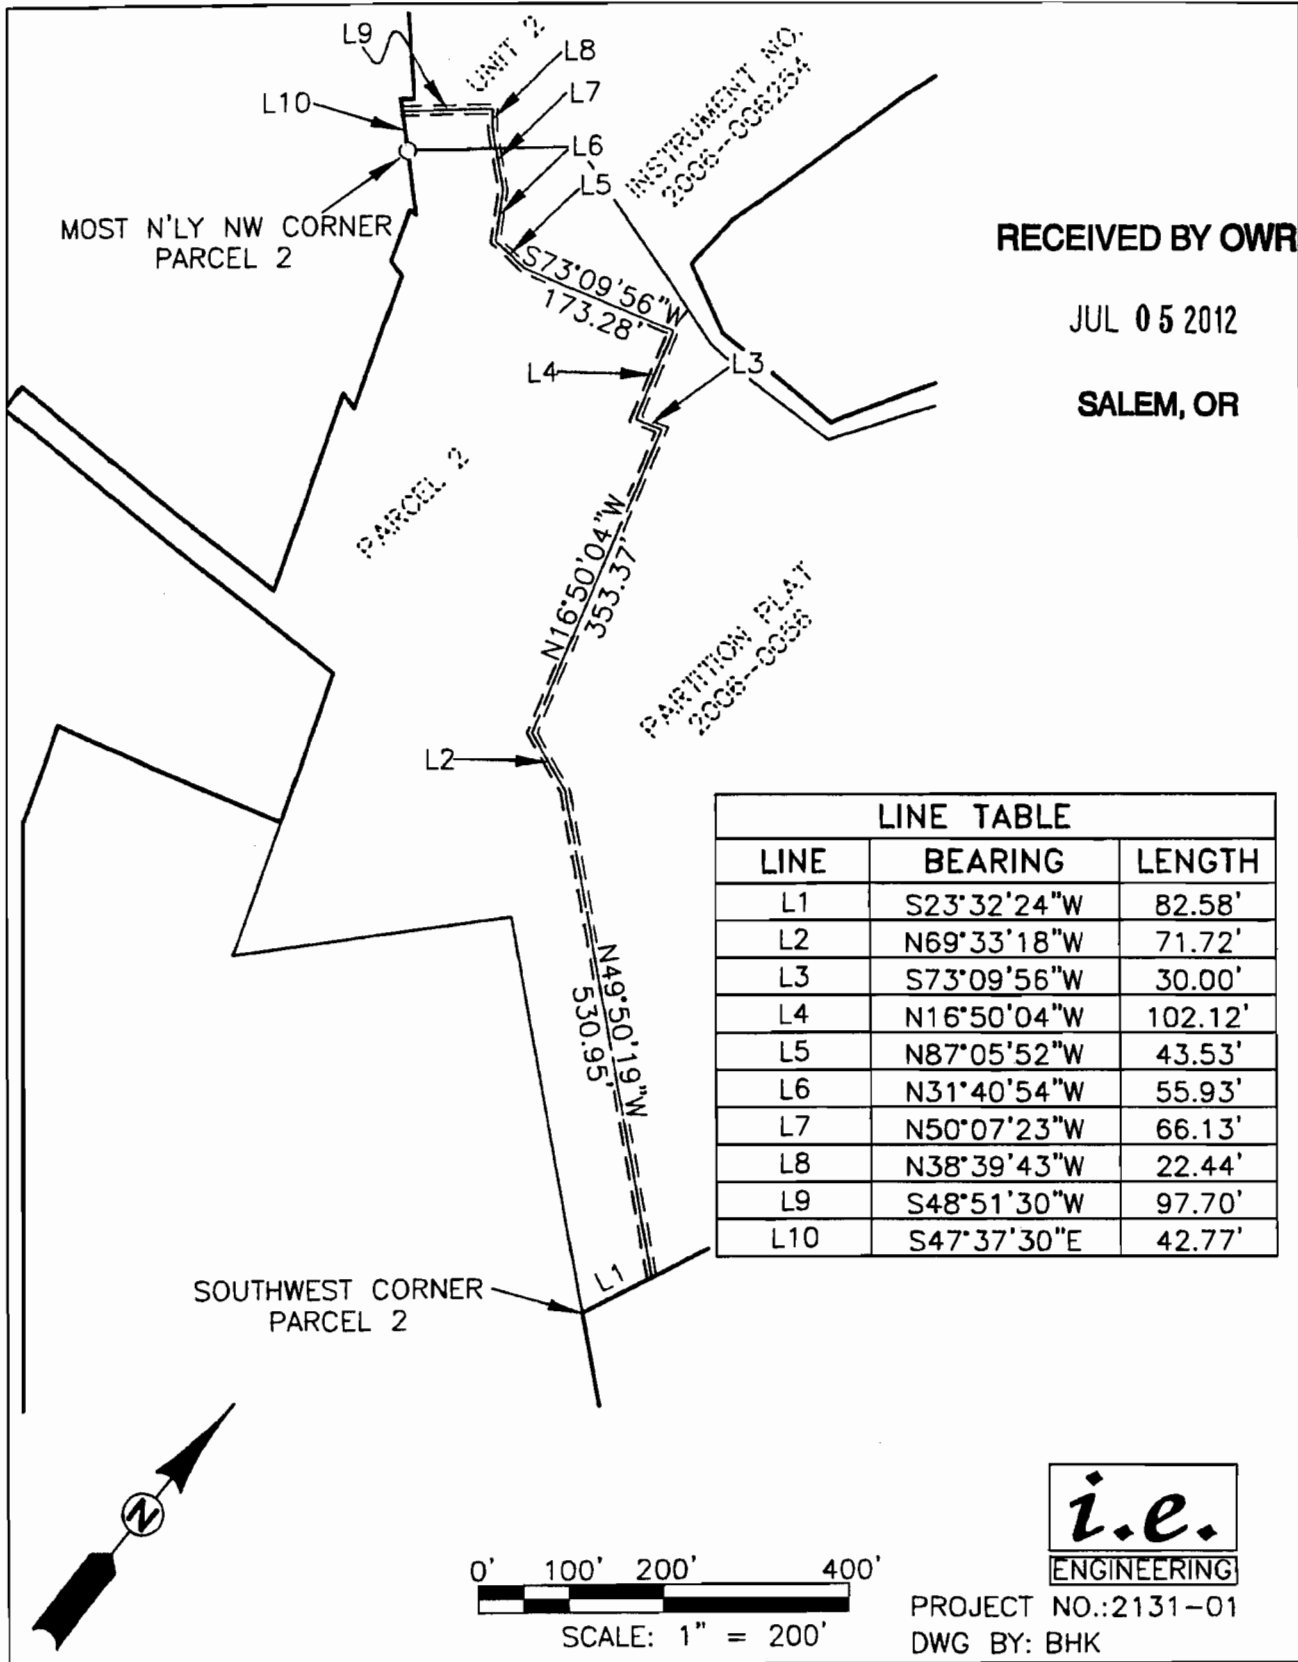 L9
UNIT 2
L8
L7
L10
L6
L5
INSTRUMENT NO.
2006-006254
MOST N'LY NW CORNER
PARCEL 2
RECEIVED BY OWR
JUL 05 2012
SALEM, OR
S73°09'56"W
173.28'
L4
L3
PARCEL 2
N16°50'04"W
353.37'
PARTITION PLAT
2006-0056
L2
LINE TABLE
LINE BEARING LENGTH
L1 S23°32'24"W 82.58'
L2 N69°33'18"W 71.72'
L3 S73°09'56"W 30.00'
L4 N16°50'04"W 102.12'
L5 N87°05'52"W 43.53'
L6 N31°40'54"W 55.93'
L7 N50°07'23"W 66.13'
L8 N38°39'43"W 22.44'
L9 S48°51'30"W 97.70'
L10 S47°37'30"E 42.77'
N49°50'19"W
530.95'
L1
SOUTHWEST CORNER
PARCEL 2
N
0' 100' 200' 400'
SCALE: 1" = 200'
i.e.
ENGINEERING
PROJECT NO.:2131-01
DWG BY: BHK